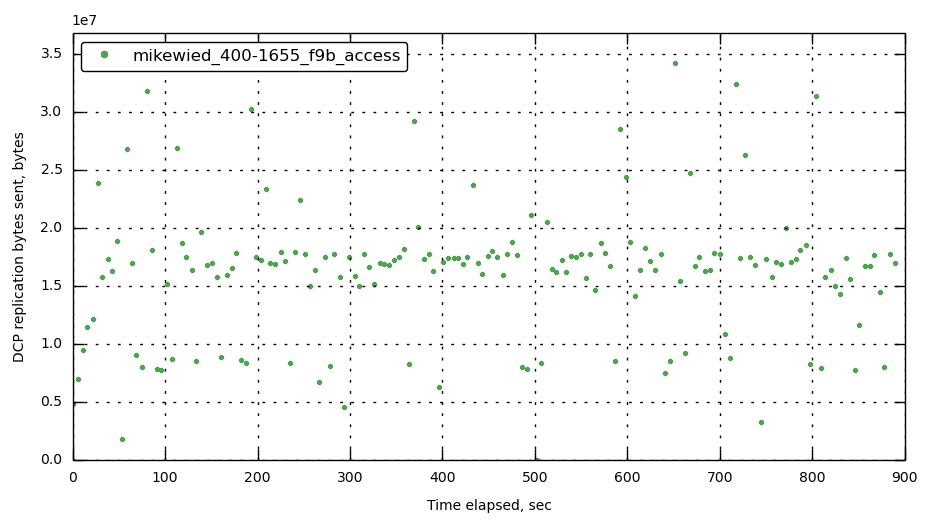 1e7
mikewied_400-1655_f9b_access
3.5
3.0
2.5
2.0
1.5
1.0
0.5
0.0
DCP replication bytes sent, bytes
0 100 200 300 400 500 600 700 800 900
Time elapsed, sec